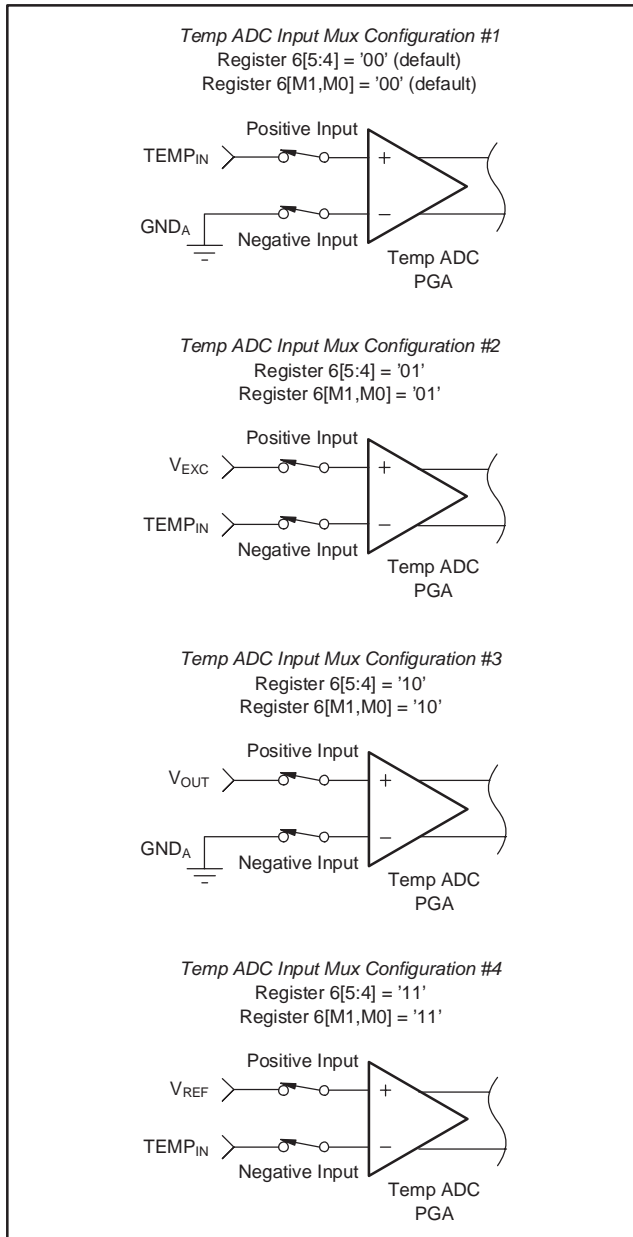 Temp ADC Input Mux Configuration #1
Register 6[5:4] = ’00’ (default)
Register 6[M1,M0] = ’00’ (default)
Positive Input
TEMPIN
+
GNDA
−
Negative Input
Temp ADC
PGA
Temp ADC Input Mux Configuration #2
Register 6[5:4] = ’01’
Register 6[M1,M0] = ’01’
Positive Input
VEXC
+
TEMPIN
−
Negative Input
Temp ADC
PGA
Temp ADC Input Mux Configuration #3
Register 6[5:4] = ’10’
Register 6[M1,M0] = ’10’
Positive Input
VOUT
+
GNDA
−
Negative Input
Temp ADC
PGA
Temp ADC Input Mux Configuration #4
Register 6[5:4] = ’11’
Register 6[M1,M0] = ’11’
Positive Input
VREF
+
TEMPIN
−
Negative Input
Temp ADC
PGA